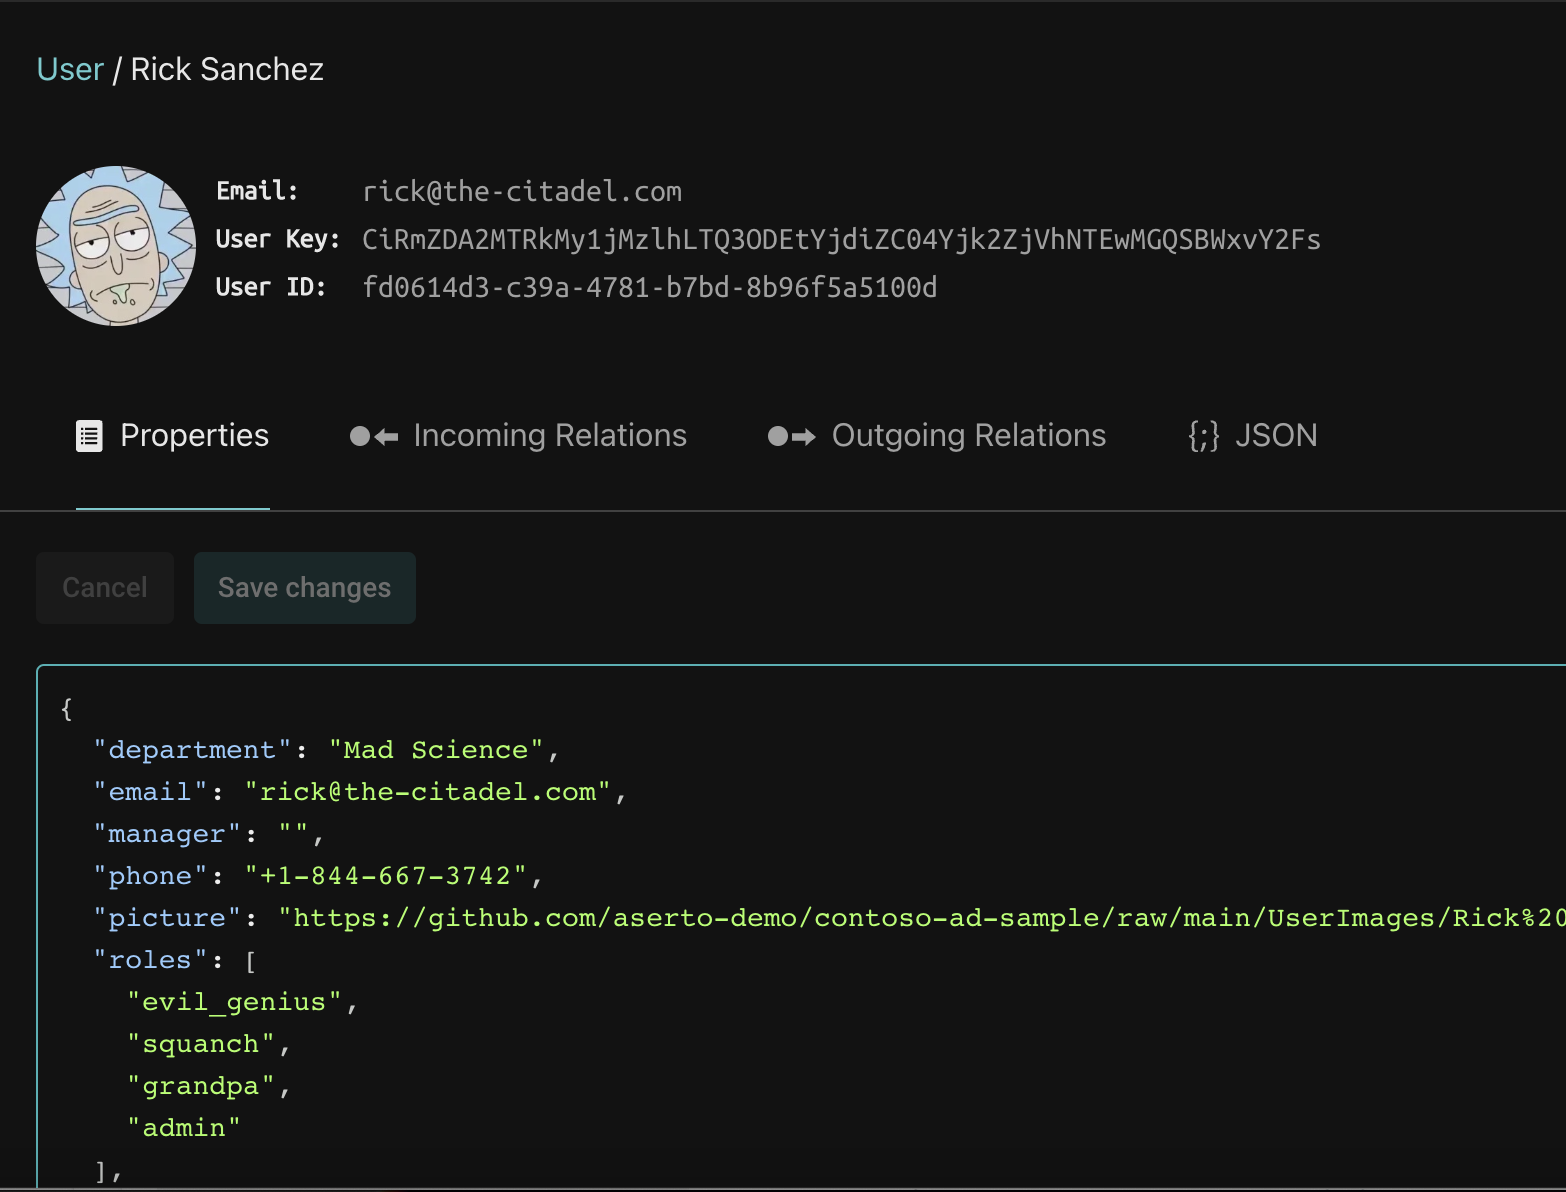 User / Rick Sanchez
Email: rick@the-citadel.com
User Key: CiRmZDA2MTRkMy1jMzlhLTQ3ODEtYjdiZC04Yjk2ZjVhNTEwMGQSBWxvY2Fs
User ID: fd0614d3-c39a-4781-b7bd-8b96f5a5100d
Properties Incoming Relations Outgoing Relations {;} JSON
Cancel Save changes
{
"department": "Mad Science",
"email": "rick@the-citadel.com",
"manager": "",
"phone": "+1-844-667-3742",
"picture": "https://github.com/aserto-demo/contoso-ad-sample/raw/main/UserImages/Rick%20
"roles": [
"evil_genius",
"squanch",
"grandpa",
"admin"
],